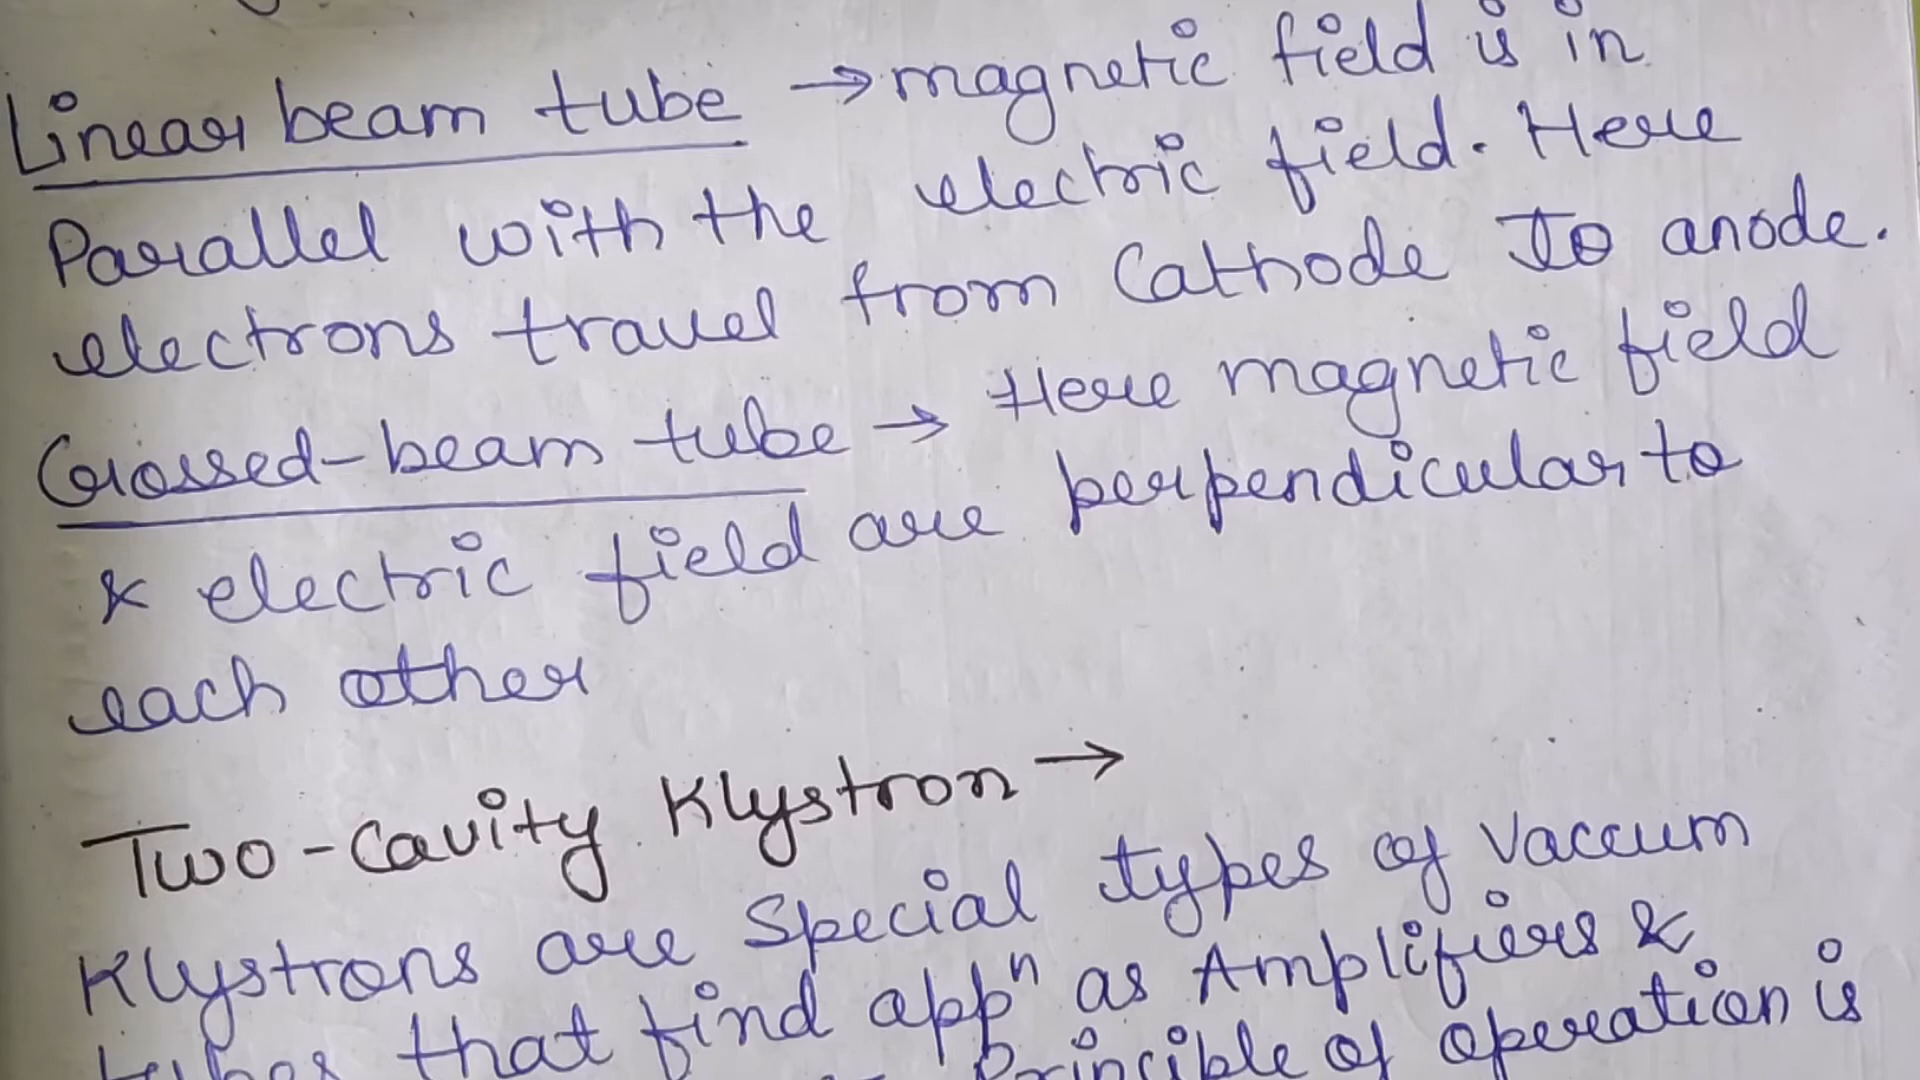 Linear beam tube → magnetic field is in
Parallel with the electric field. Here
electrons travel from Cathode to anode.
Crossed-beam tube → Here magnetic field
& electric field are perpendicular to
each other
Two-Cavity Klystron →
Klystrons are Special types of Vaccum
tubes that find appⁿ as Amplifiers &
Principle of operation is